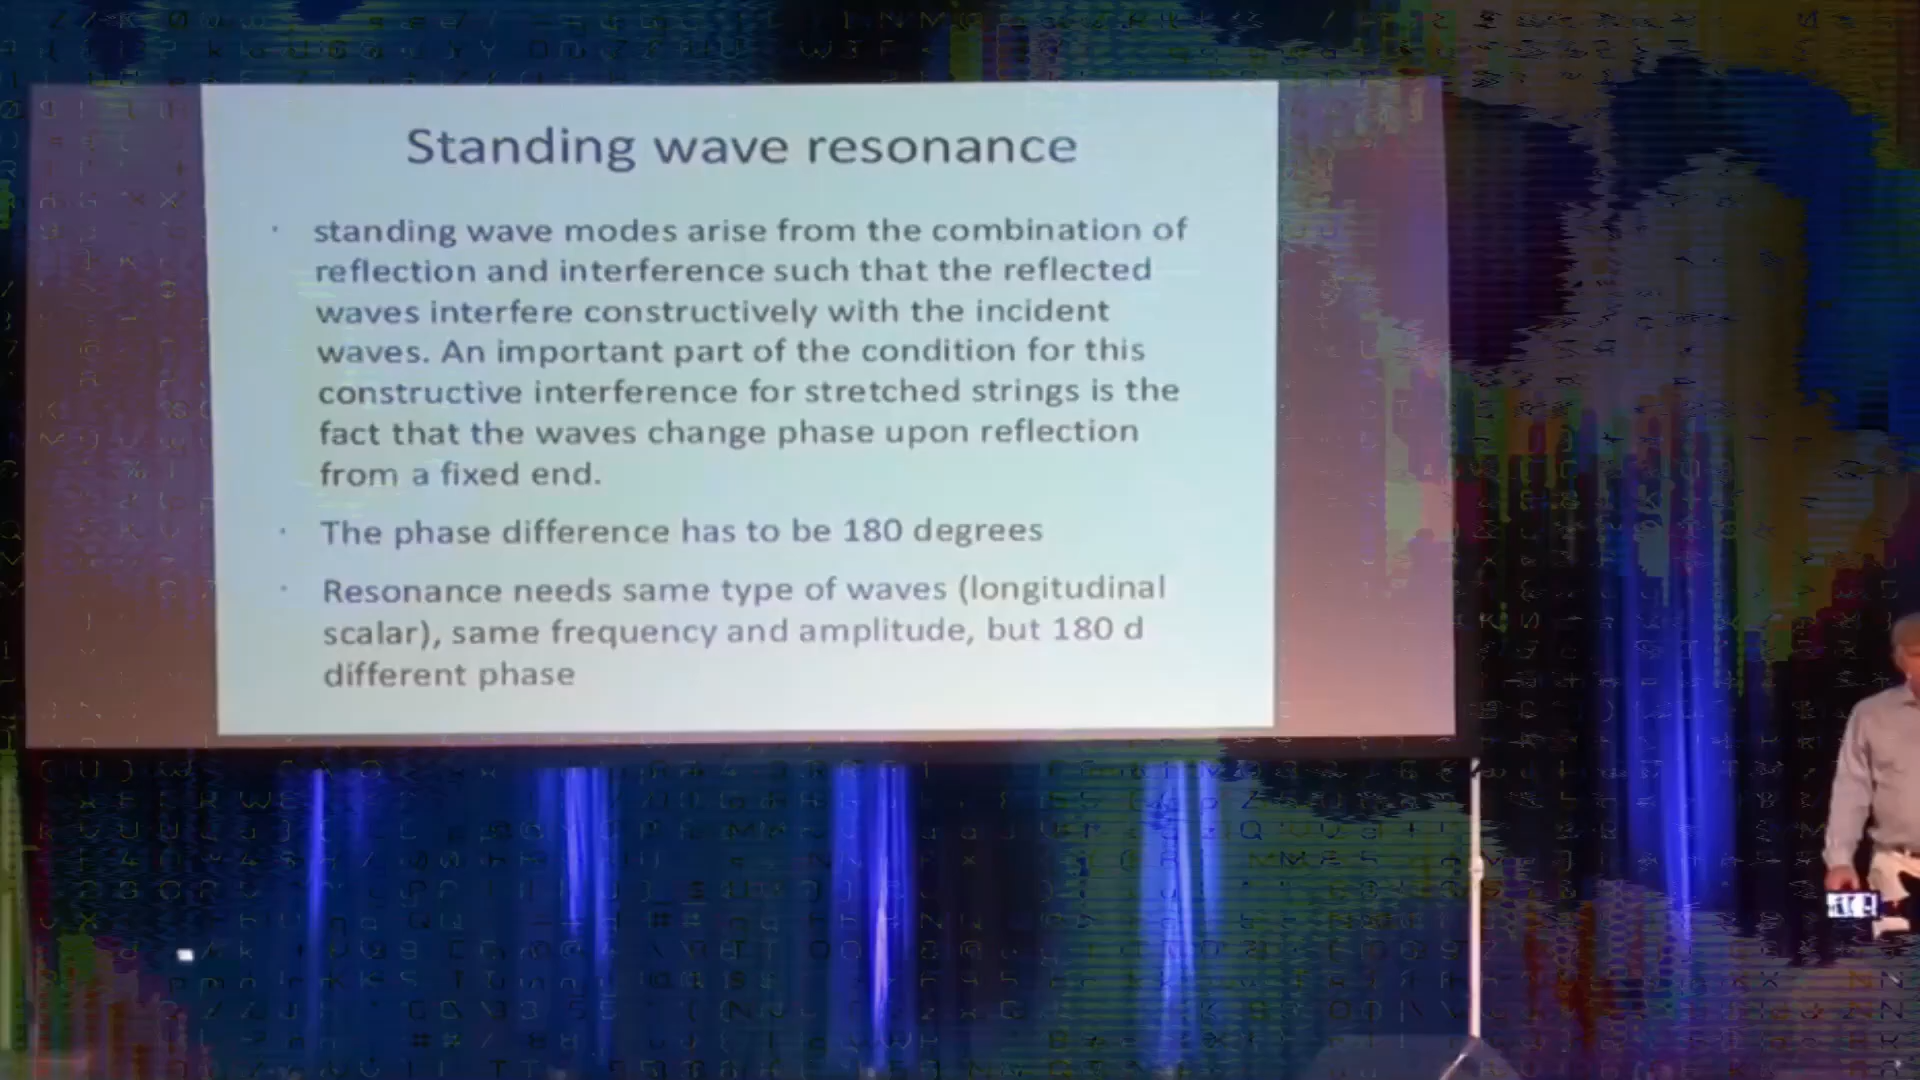 Standing wave resonance
· standing wave modes arise from the combination of
reflection and interference such that the reflected
waves interfere constructively with the incident
waves. An important part of the condition for this
constructive interference for stretched strings is the
fact that the waves change phase upon reflection
from a fixed end.
· The phase difference has to be 180 degrees
· Resonance needs same type of waves (longitudinal
scalar), same frequency and amplitude, but 180 d
different phase